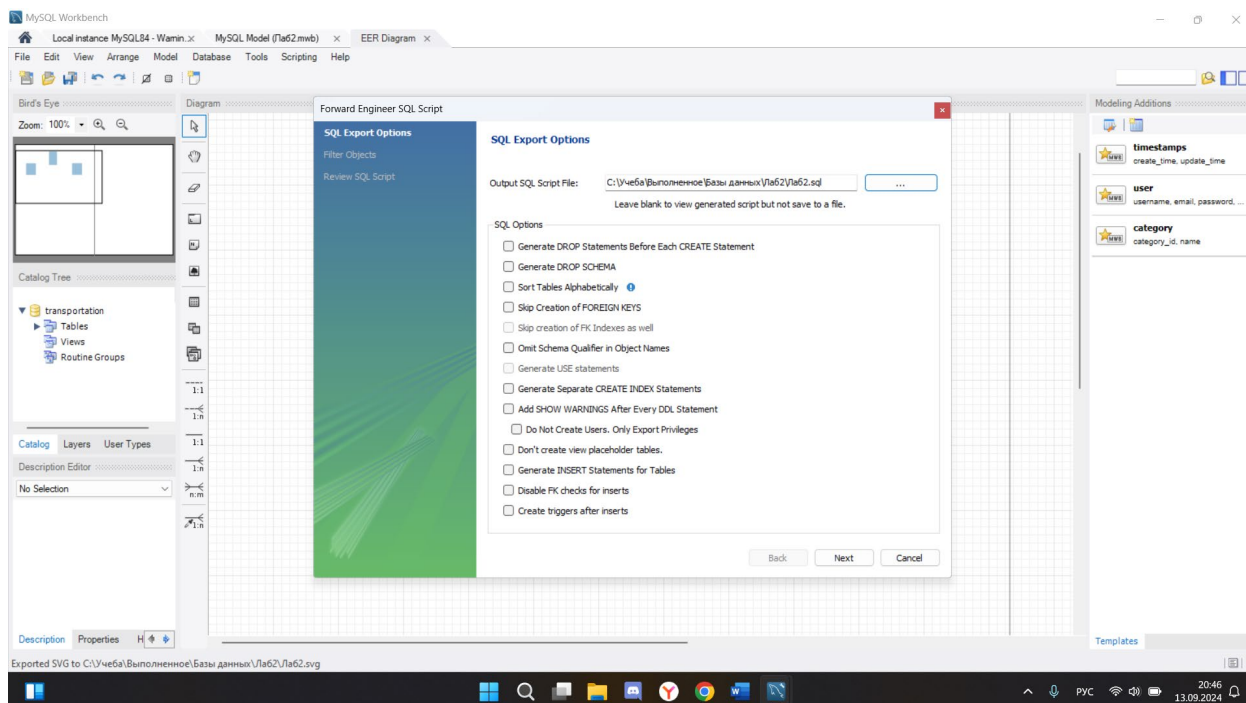 MySQL Workbench
Local instance MySQL84 - Warnin...
MySQL Model (Лаб2.mwb)
EER Diagram
File Edit View Arrange Model Database Tools Scripting Help
Bird's Eye
Zoom: 100%
Catalog Tree
transportation
Tables
Views
Routine Groups
Catalog Layers User Types
Description Editor
No Selection
Description Properties H
Diagram
1:1
1:n
1:1
1:n
n:m
1:n
Forward Engineer SQL Script
SQL Export Options
Filter Objects
Review SQL Script
SQL Export Options
Output SQL Script File: C:\Учеба\Выполненное\Базы данных\Лаб2\Лаб2.sql ...
Leave blank to view generated script but not save to a file.
SQL Options
Generate DROP Statements Before Each CREATE Statement
Generate DROP SCHEMA
Sort Tables Alphabetically
Skip Creation of FOREIGN KEYS
Skip creation of FK Indexes as well
Omit Schema Qualifier in Object Names
Generate USE statements
Generate Separate CREATE INDEX Statements
Add SHOW WARNINGS After Every DDL Statement
Do Not Create Users. Only Export Privileges
Don't create view placeholder tables.
Generate INSERT Statements for Tables
Disable FK checks for inserts
Create triggers after inserts
Back Next Cancel
Modeling Additions
timestamps
create_time, update_time
user
username, email, password, ...
category
category_id, name
Templates
Exported SVG to C:\Учеба\Выполненное\Базы данных\Лаб2\Лаб2.svg
РУС
20:46
13.09.2024